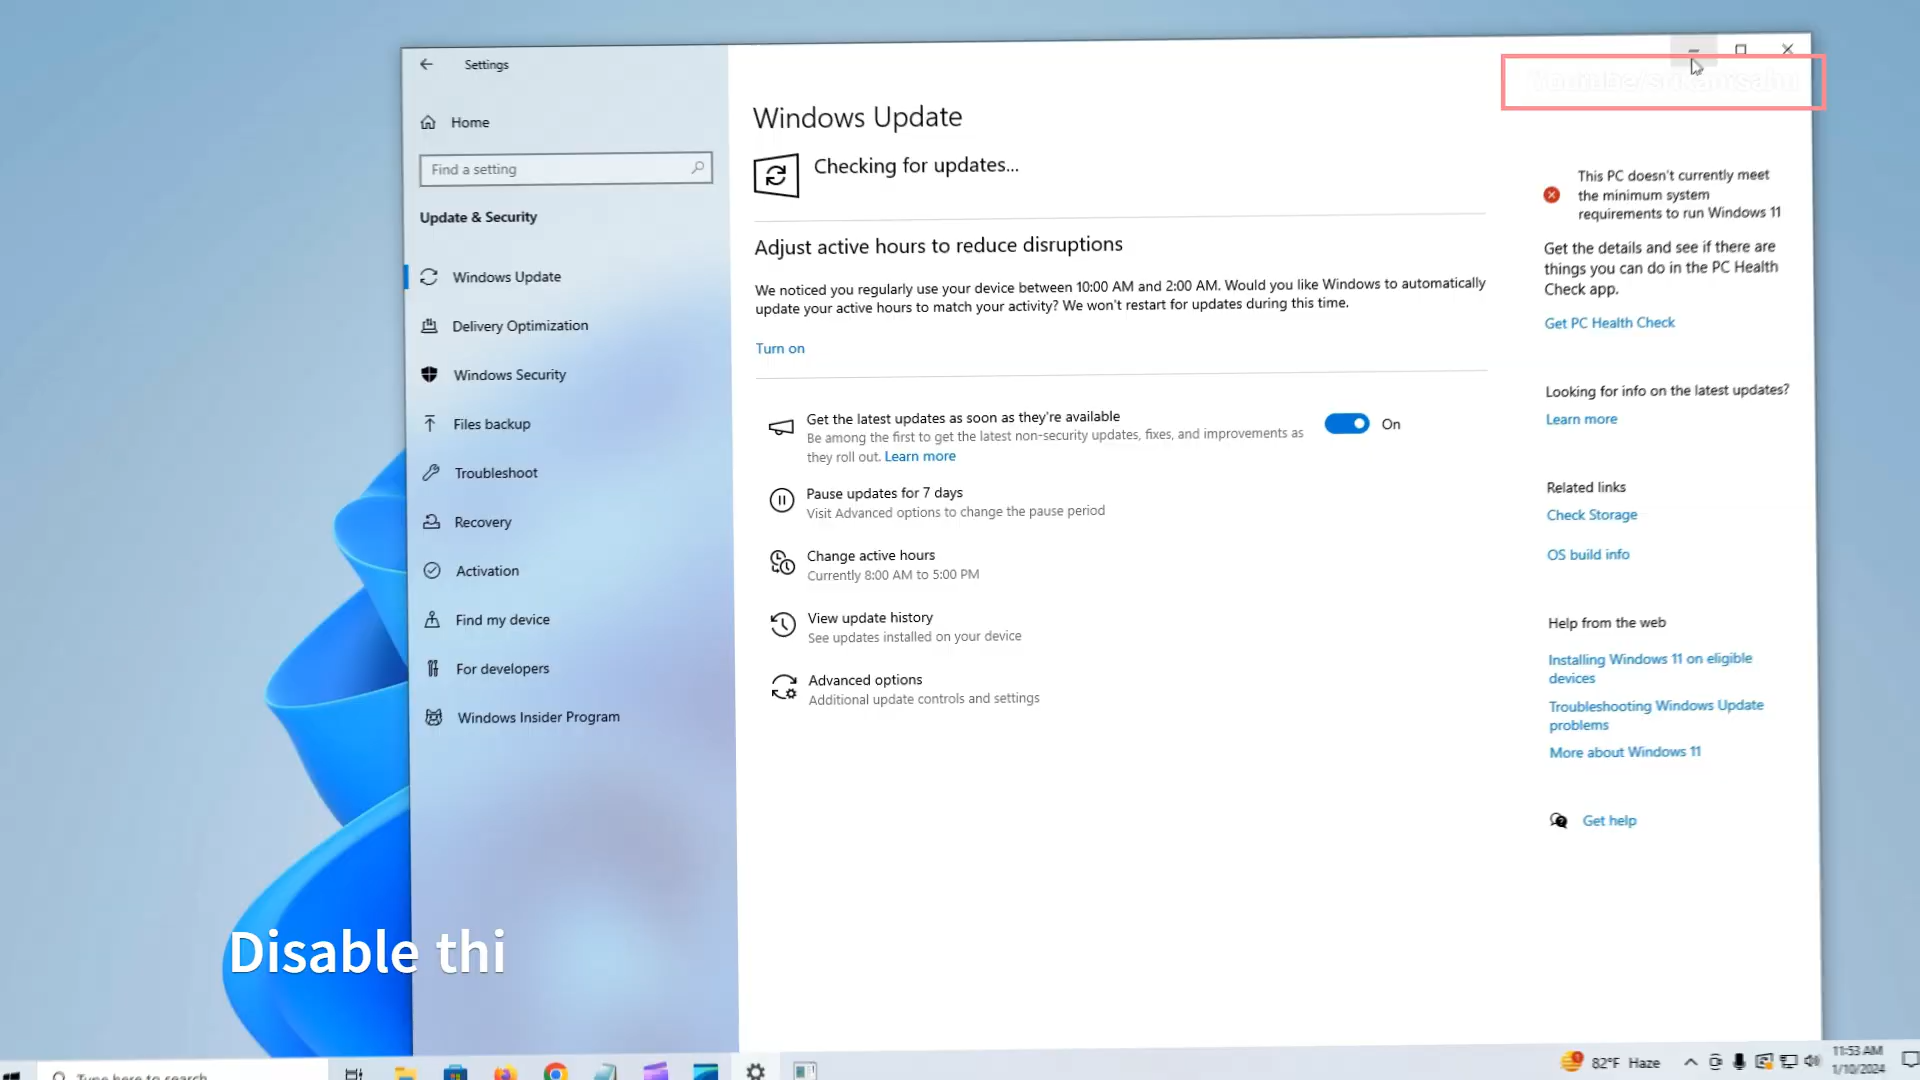 Settings
Home
Find a setting
Update & Security
Windows Update
Delivery Optimization
Windows Security
Files backup
Troubleshoot
Recovery
Activation
Find my device
For developers
Windows Insider Program
Windows Update
Checking for updates...
Adjust active hours to reduce disruptions
We noticed you regularly use your device between 10:00 AM and 2:00 AM. Would you like Windows to automatically
update your active hours to match your activity? We won't restart for updates during this time.
Turn on
Get the latest updates as soon as they're available
Be among the first to get the latest non-security updates, fixes, and improvements as
they roll out. Learn more
On
Pause updates for 7 days
Visit Advanced options to change the pause period
Change active hours
Currently 8:00 AM to 5:00 PM
View update history
See updates installed on your device
Advanced options
Additional update controls and settings
This PC doesn't currently meet
the minimum system
requirements to run Windows 11
Get the details and see if there are
things you can do in the PC Health
Check app.
Get PC Health Check
Looking for info on the latest updates?
Learn more
Related links
Check Storage
OS build info
Help from the web
Installing Windows 11 on eligible
devices
Troubleshooting Windows Update
problems
More about Windows 11
Get help
Disable thi
Type here to search
82°F Haze
11:53 AM
1/10/2024